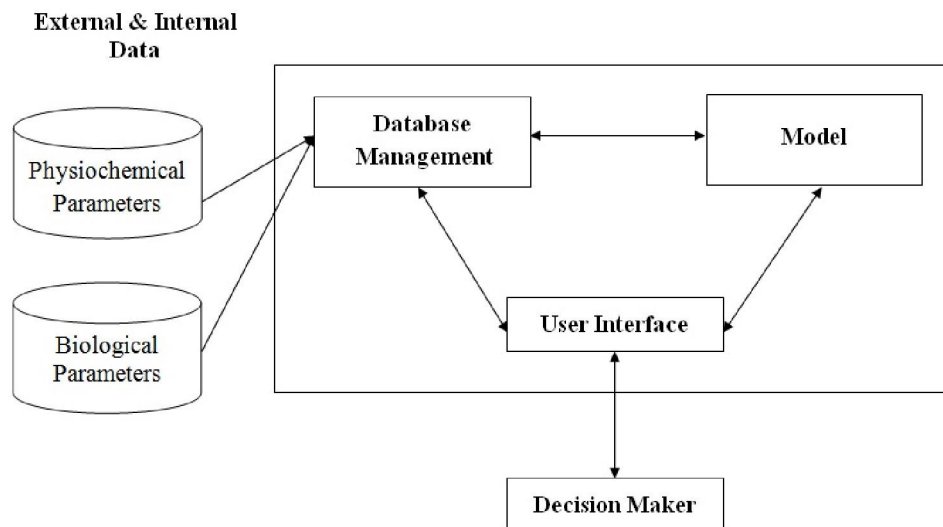 External & Internal
Data
Physiochemical
Parameters
Biological
Parameters
Database
Management
Model
User Interface
Decision Maker